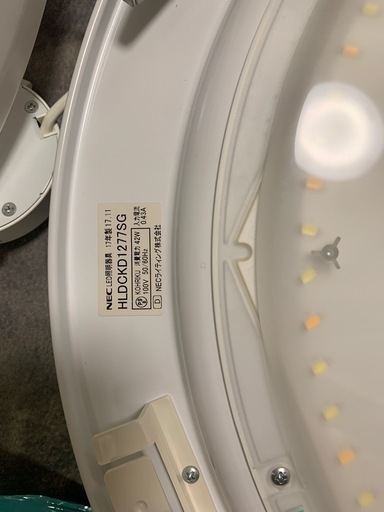 NEC LED照明器具 17年製 17.11
HLDCKD1277SG
KOHRKU 消費電力 42W 入力電流
100V 50/60Hz 0.43A
D NECライティング株式会社